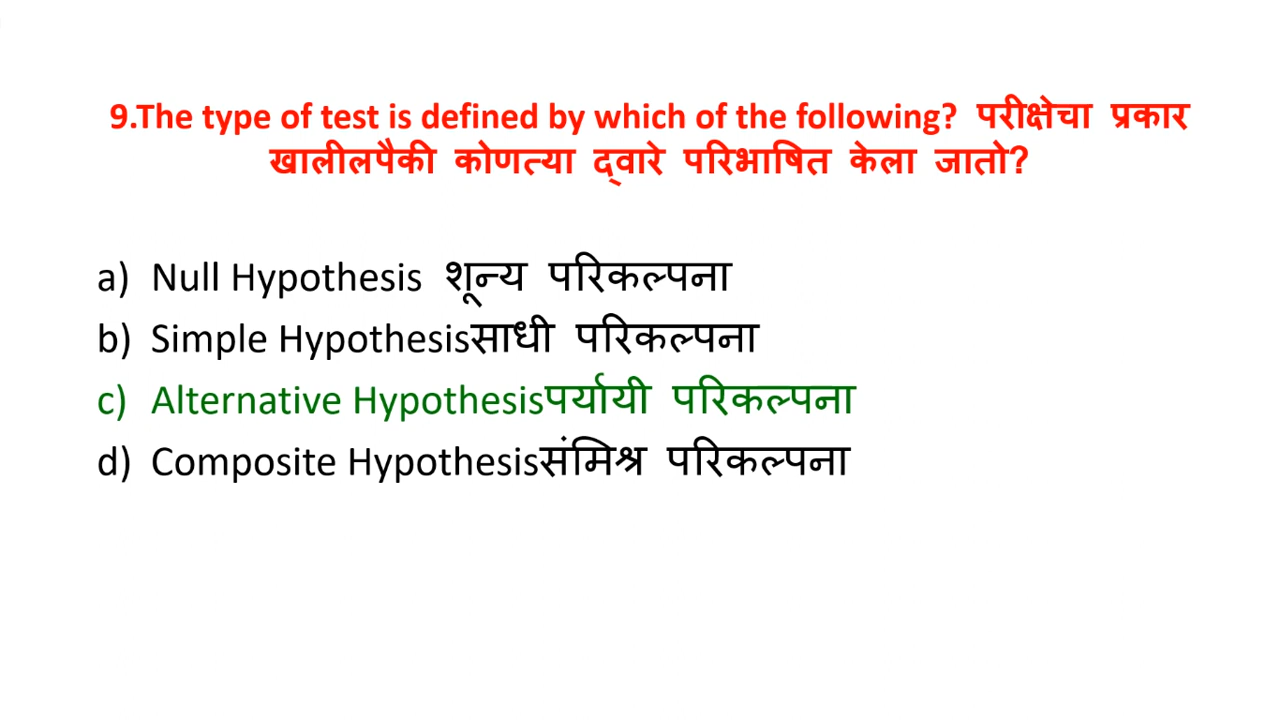 9.The type of test is defined by which of the following? परीक्षेचा प्रकार
खालीलपैकी कोणत्या द्वारे परिभाषित केला जातो?
a) Null Hypothesis शून्य परिकल्पना
b) Simple Hypothesisसाधी परिकल्पना
c) Alternative Hypothesisपर्यायी परिकल्पना
d) Composite Hypothesisसंमिश्र परिकल्पना